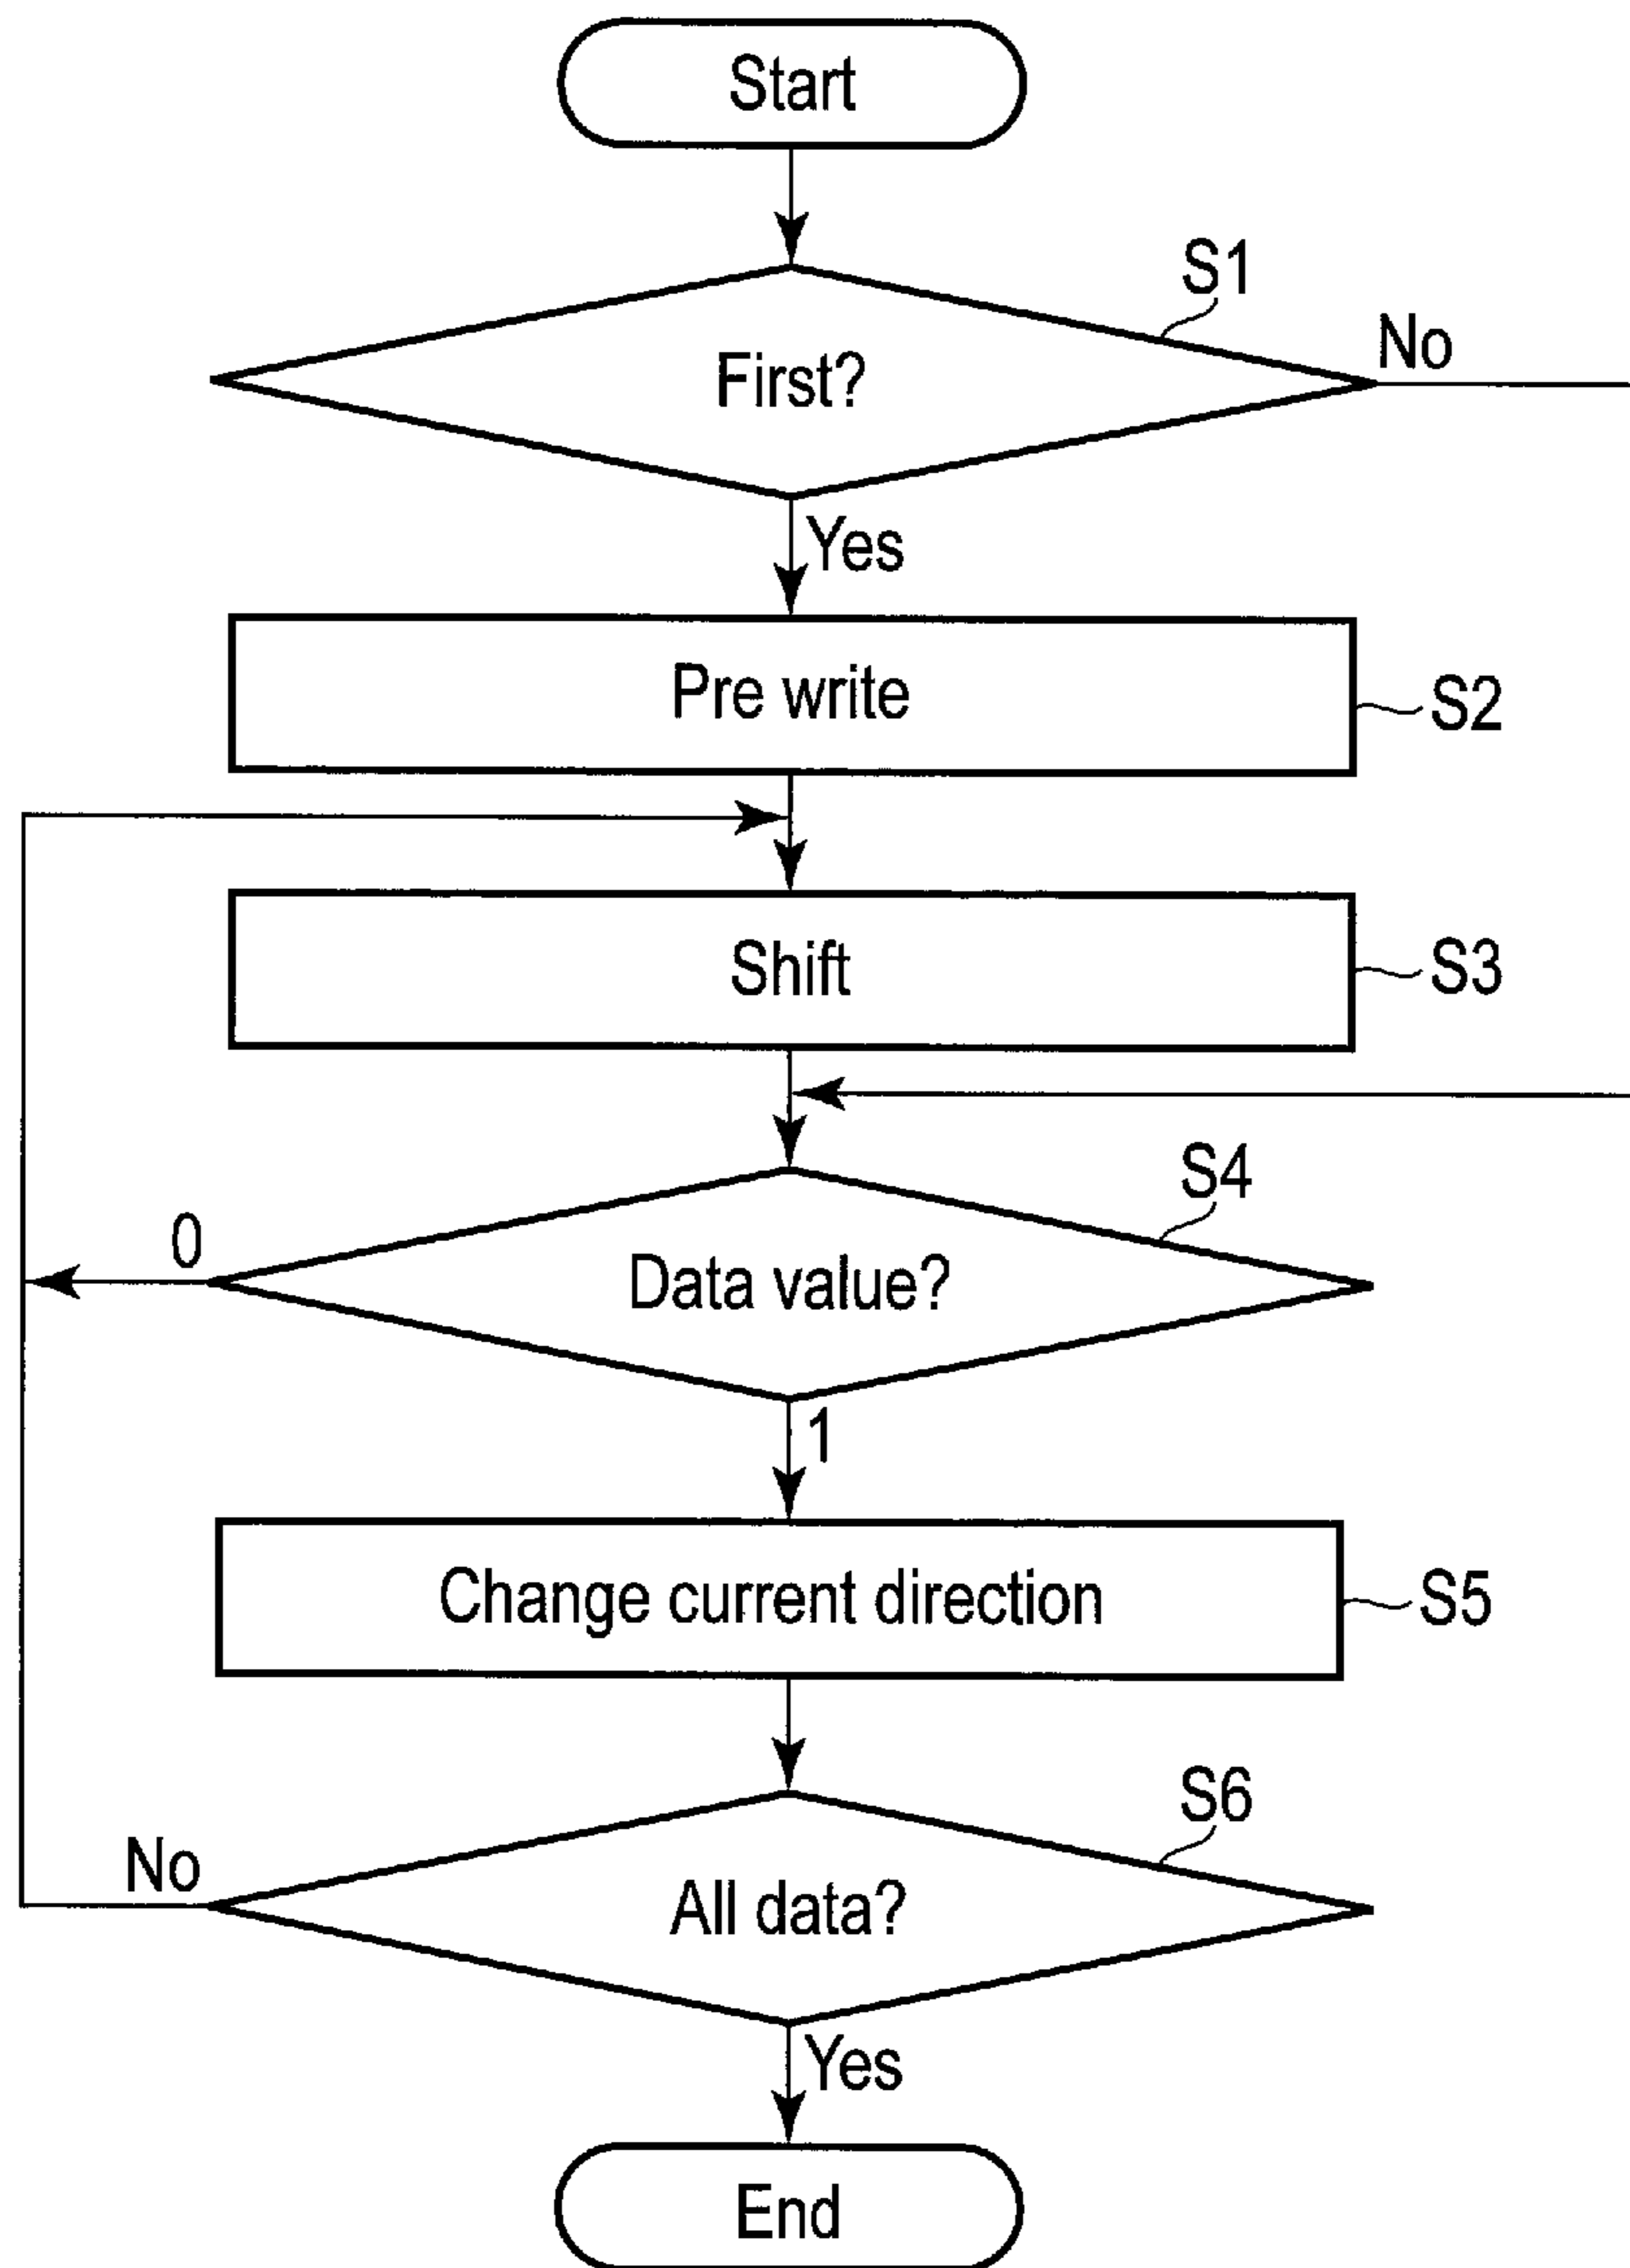 Start
S1
No
First?
Yes
Pre write
S2
Shift
S3
S4
0
Data value?
1
Change current direction
S5
S6
No
All data?
Yes
End